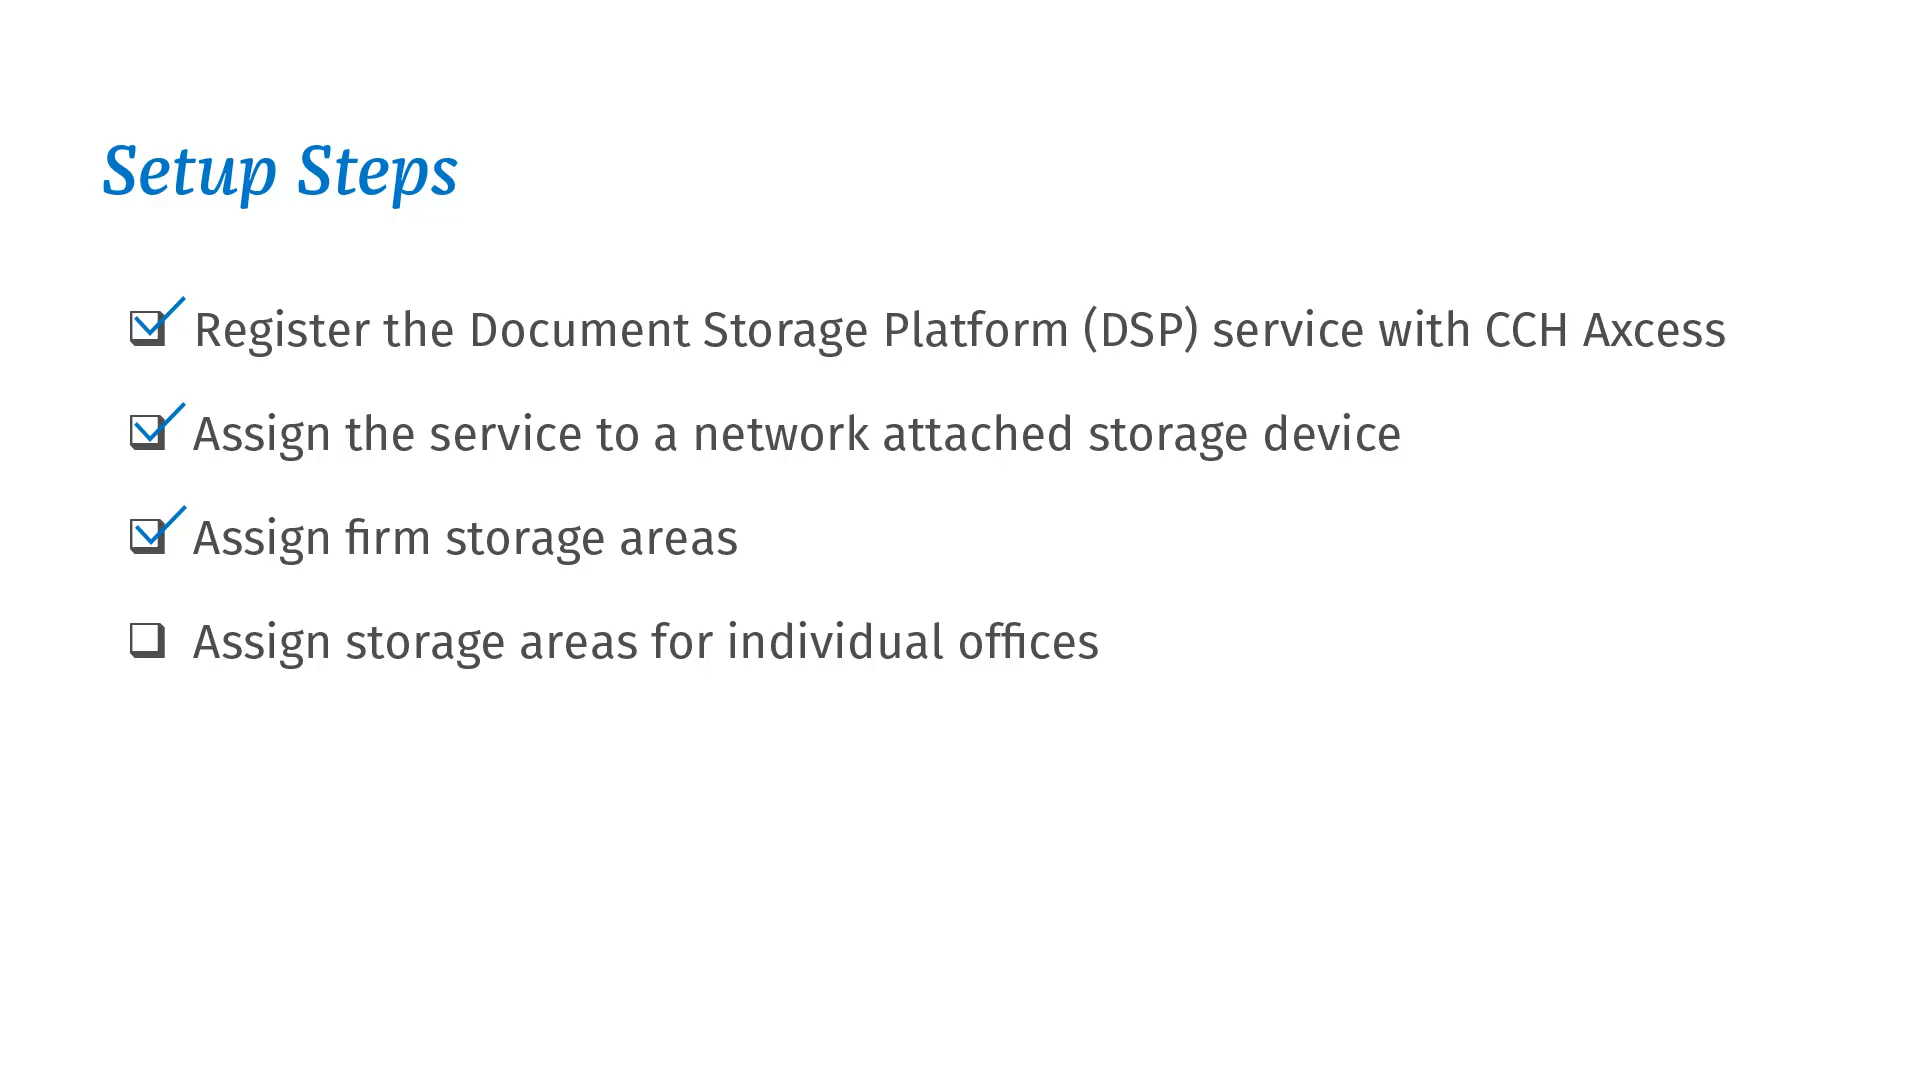 Setup Steps
Register the Document Storage Platform (DSP) service with CCH Axcess
Assign the service to a network attached storage device
Assign firm storage areas
Assign storage areas for individual offices